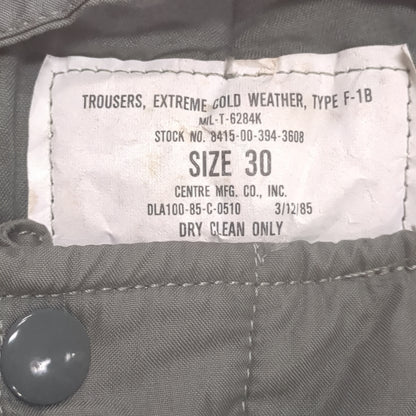 TROUSERS, EXTREME COLD WEATHER, TYPE F-1B
MIL-T-6284K
STOCK NO. 8415-00-394-3608
SIZE 30
CENTRE MFG. CO., INC.
DLA100-85-C-0510 3/12/85
DRY CLEAN ONLY